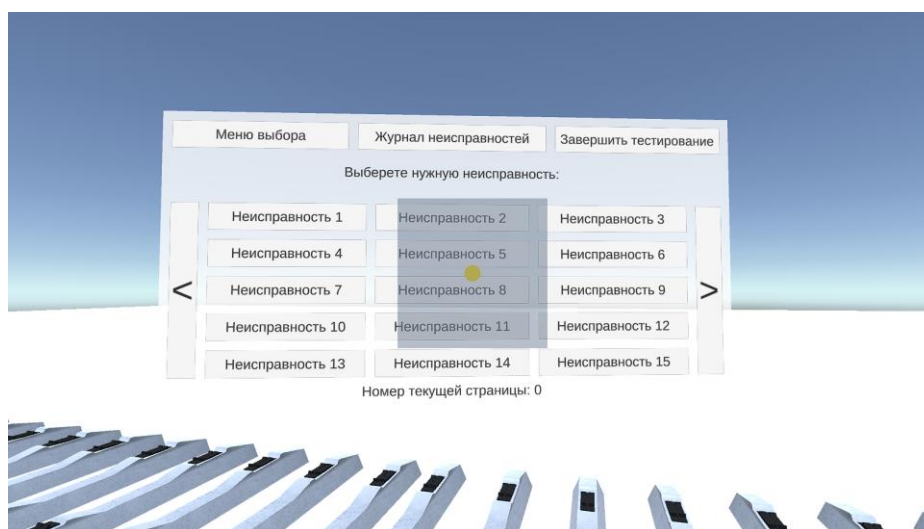 Меню выбора Журнал неисправностей Завершить тестирование
Выберете нужную неисправность:
Неисправность 1 Неисправность 2 Неисправность 3
Неисправность 4 Неисправность 5 Неисправность 6
< Неисправность 7 Неисправность 8 Неисправность 9 >
Неисправность 10 Неисправность 11 Неисправность 12
Неисправность 13 Неисправность 14 Неисправность 15
Номер текущей страницы: 0